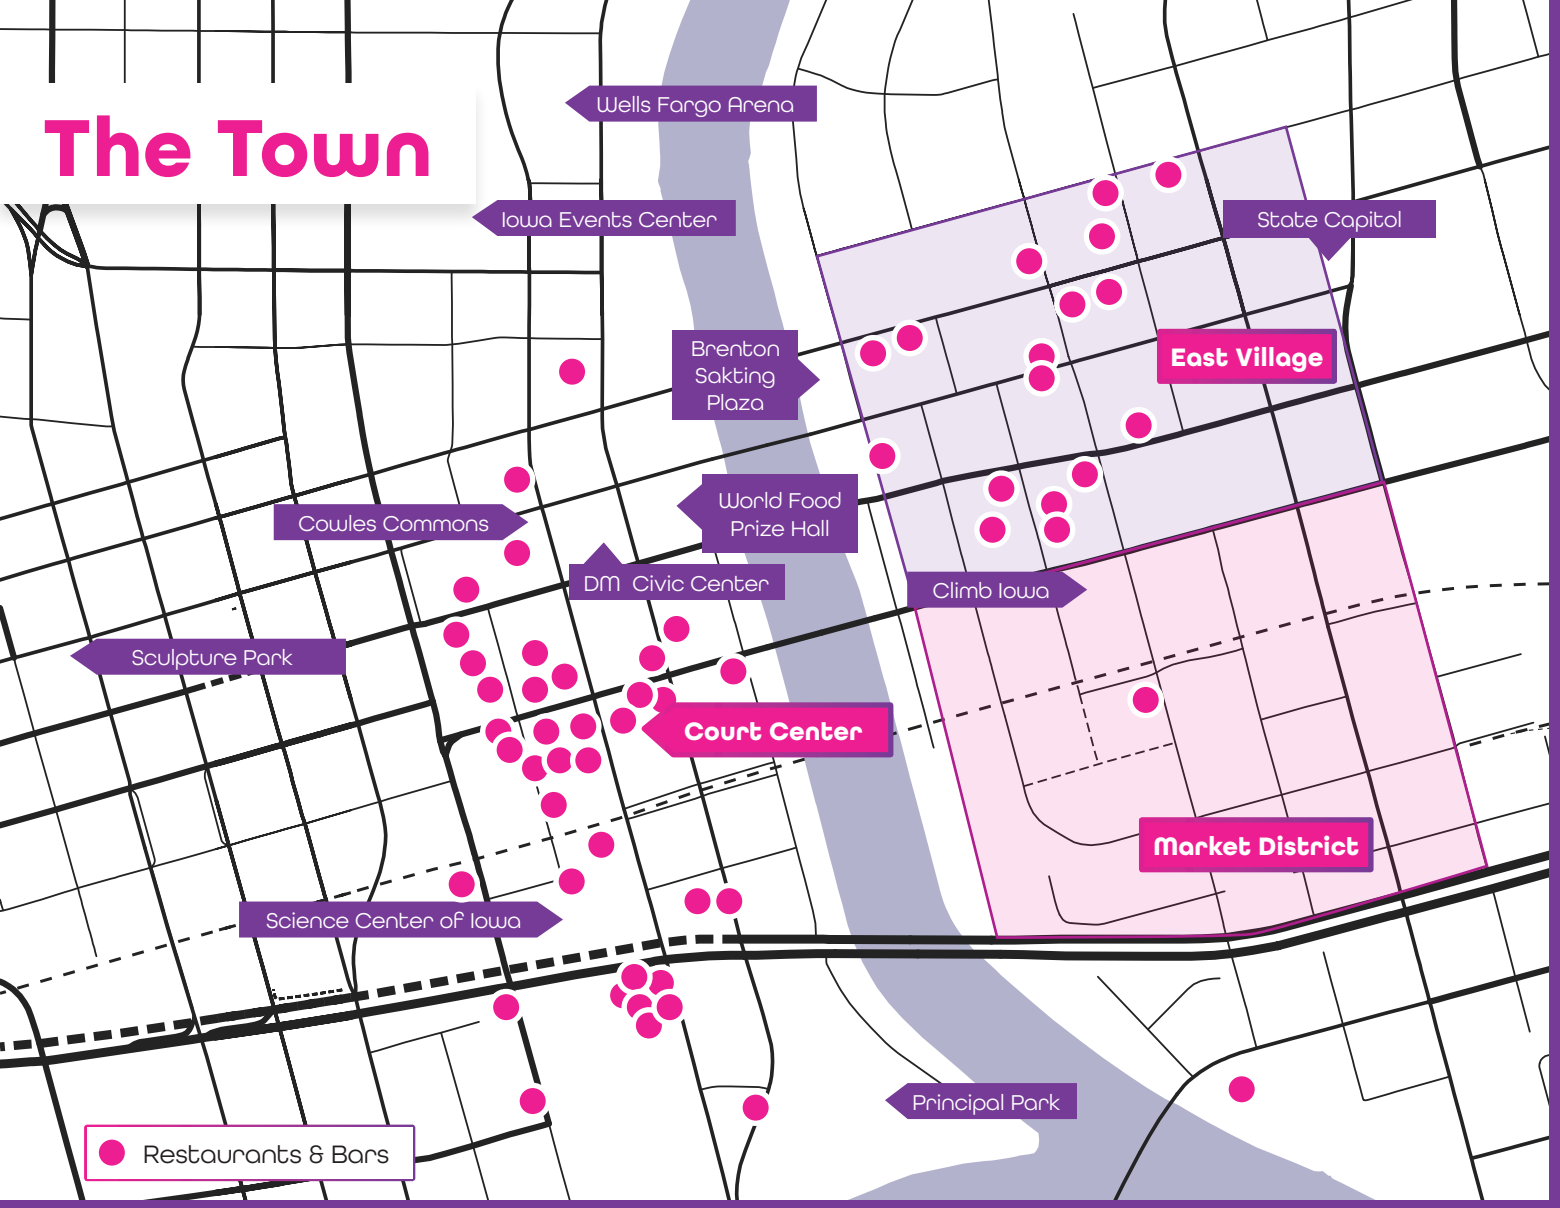 The Town
Wells Fargo Arena
Iowa Events Center
State Capitol
Brenton
Sakting
Plaza
East Village
World Food
Prize Hall
Cowles Commons
DM Civic Center
Climb Iowa
Sculpture Park
Court Center
Market District
Science Center of Iowa
Principal Park
Restaurants & Bars